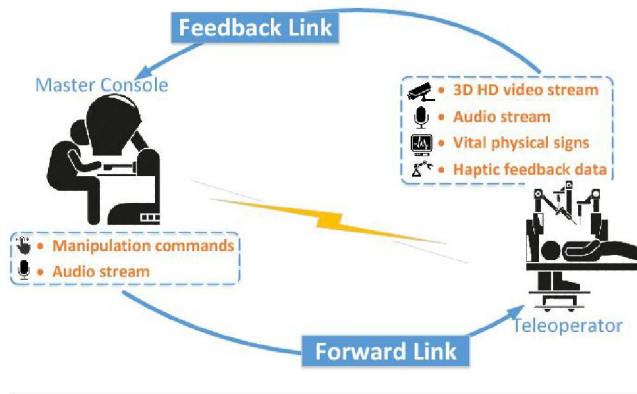 Feedback Link
Master Console
• 3D HD video stream
• Audio stream
• Vital physical signs
• Haptic feedback data
• Manipulation commands
• Audio stream
Teleoperator
Forward Link